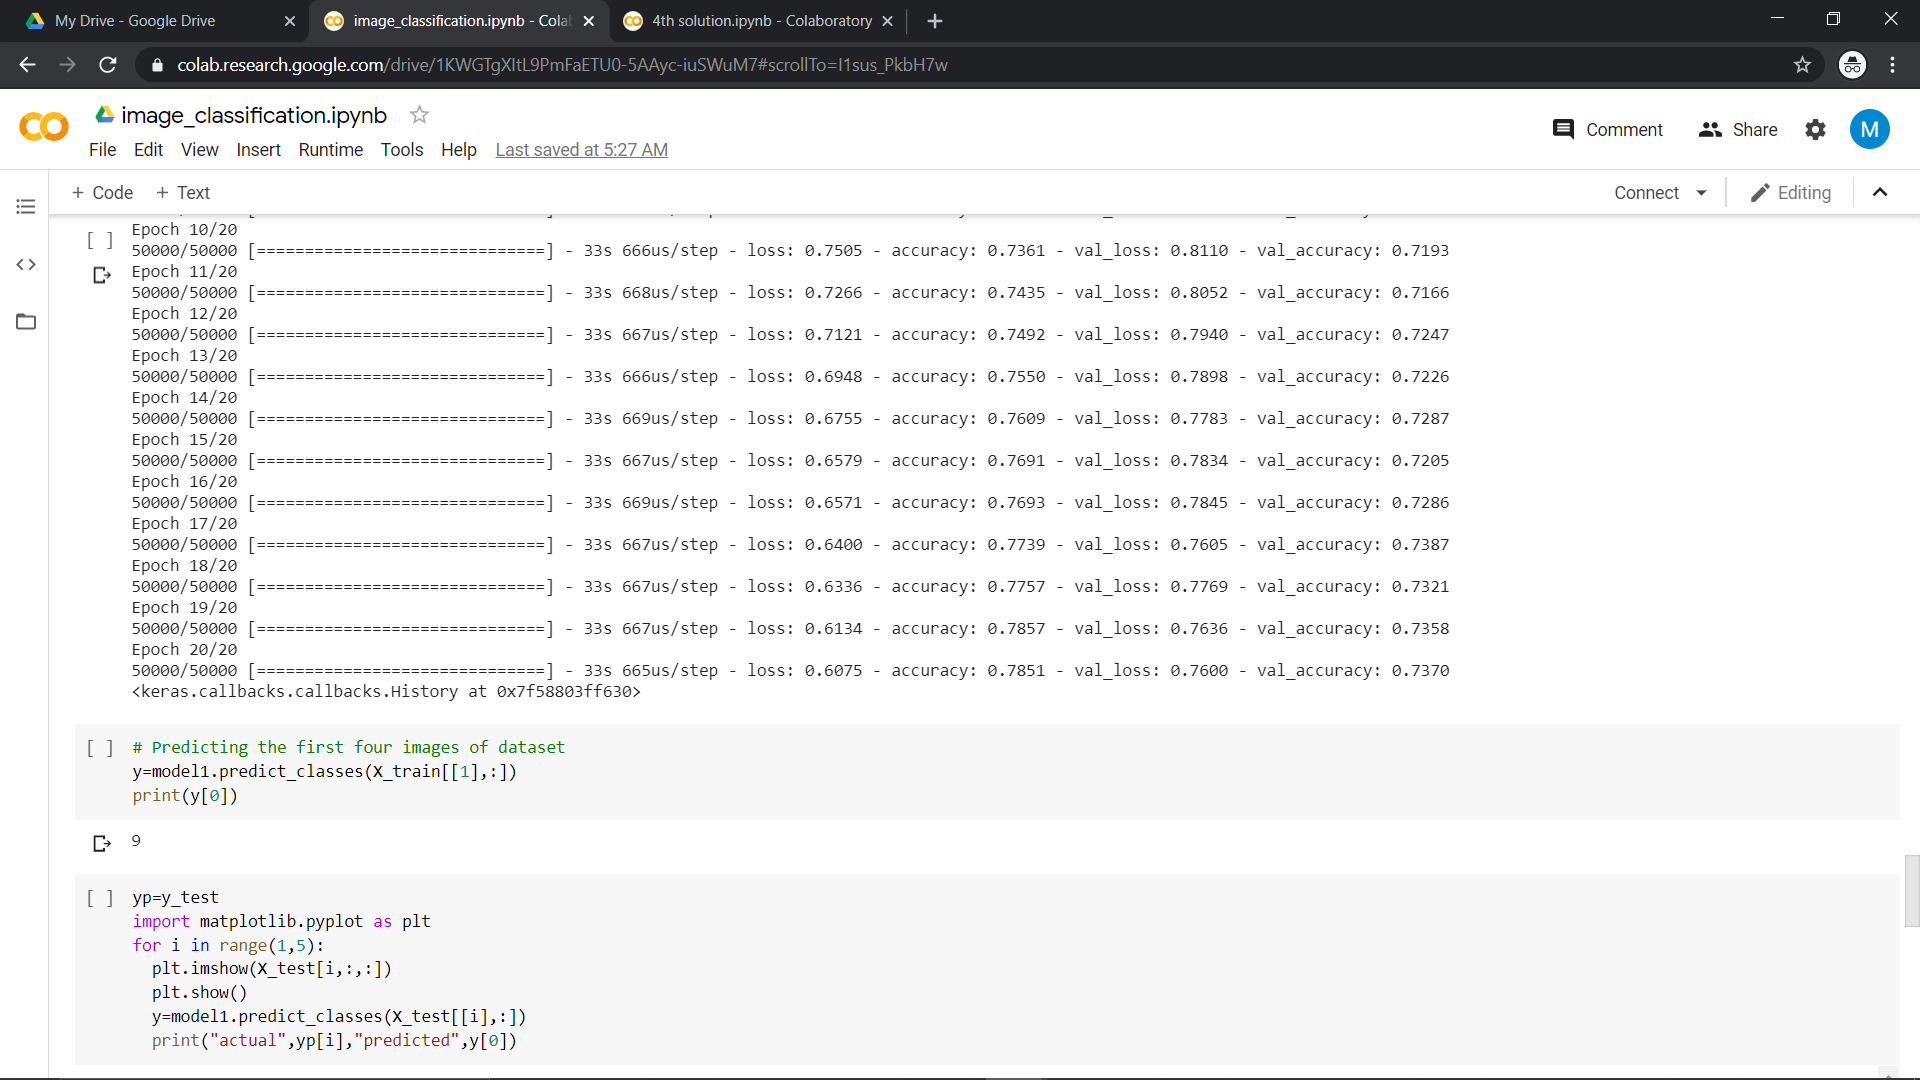 My Drive - Google Drive
image_classification.ipynb - Cola
4th solution.ipynb - Colaboratory
colab.research.google.com/drive/1KWGTgXItL9PmFaETU0-5AAyc-iuSWuM7#scrollTo=I1sus_PkbH7w
image_classification.ipynb
Comment Share M
File Edit View Insert Runtime Tools Help Last saved at 5:27 AM
+ Code + Text Connect Editing
Epoch 10/20
[ ]
50000/50000 [==============================] - 33s 666us/step - loss: 0.7505 - accuracy: 0.7361 - val_loss: 0.8110 - val_accuracy: 0.7193
Epoch 11/20
50000/50000 [==============================] - 33s 668us/step - loss: 0.7266 - accuracy: 0.7435 - val_loss: 0.8052 - val_accuracy: 0.7166
Epoch 12/20
50000/50000 [==============================] - 33s 667us/step - loss: 0.7121 - accuracy: 0.7492 - val_loss: 0.7940 - val_accuracy: 0.7247
Epoch 13/20
50000/50000 [==============================] - 33s 666us/step - loss: 0.6948 - accuracy: 0.7550 - val_loss: 0.7898 - val_accuracy: 0.7226
Epoch 14/20
50000/50000 [==============================] - 33s 669us/step - loss: 0.6755 - accuracy: 0.7609 - val_loss: 0.7783 - val_accuracy: 0.7287
Epoch 15/20
50000/50000 [==============================] - 33s 667us/step - loss: 0.6579 - accuracy: 0.7691 - val_loss: 0.7834 - val_accuracy: 0.7205
Epoch 16/20
50000/50000 [==============================] - 33s 669us/step - loss: 0.6571 - accuracy: 0.7693 - val_loss: 0.7845 - val_accuracy: 0.7286
Epoch 17/20
50000/50000 [==============================] - 33s 667us/step - loss: 0.6400 - accuracy: 0.7739 - val_loss: 0.7605 - val_accuracy: 0.7387
Epoch 18/20
50000/50000 [==============================] - 33s 667us/step - loss: 0.6336 - accuracy: 0.7757 - val_loss: 0.7769 - val_accuracy: 0.7321
Epoch 19/20
50000/50000 [==============================] - 33s 667us/step - loss: 0.6134 - accuracy: 0.7857 - val_loss: 0.7636 - val_accuracy: 0.7358
Epoch 20/20
50000/50000 [==============================] - 33s 665us/step - loss: 0.6075 - accuracy: 0.7851 - val_loss: 0.7600 - val_accuracy: 0.7370
<keras.callbacks.callbacks.History at 0x7f58803ff630>
[ ] # Predicting the first four images of dataset
y=model1.predict_classes(X_train[[1],:])
print(y[0])
9
[ ] yp=y_test
import matplotlib.pyplot as plt
for i in range(1,5):
plt.imshow(X_test[i,:,:])
plt.show()
y=model1.predict_classes(X_test[[i],:])
print("actual",yp[i],"predicted",y[0])